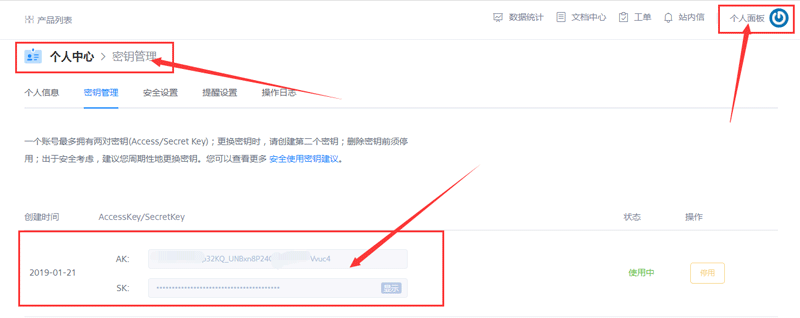 产品列表
数据统计 文档中心 工单 站内信 个人面板
个人中心 > 密钥管理
个人信息 密钥管理 安全设置 提醒设置 操作日志
一个账号最多拥有两对密钥(Access/Secret Key)；更换密钥时，请创建第二个密钥；删除密钥前须停
用；出于安全考虑，建议您周期性地更换密钥。您可以查看更多 安全使用密钥建议。
创建时间 AccessKey/SecretKey 状态 操作
AK:
2019-01-21 使用中 停用
SK: 显示